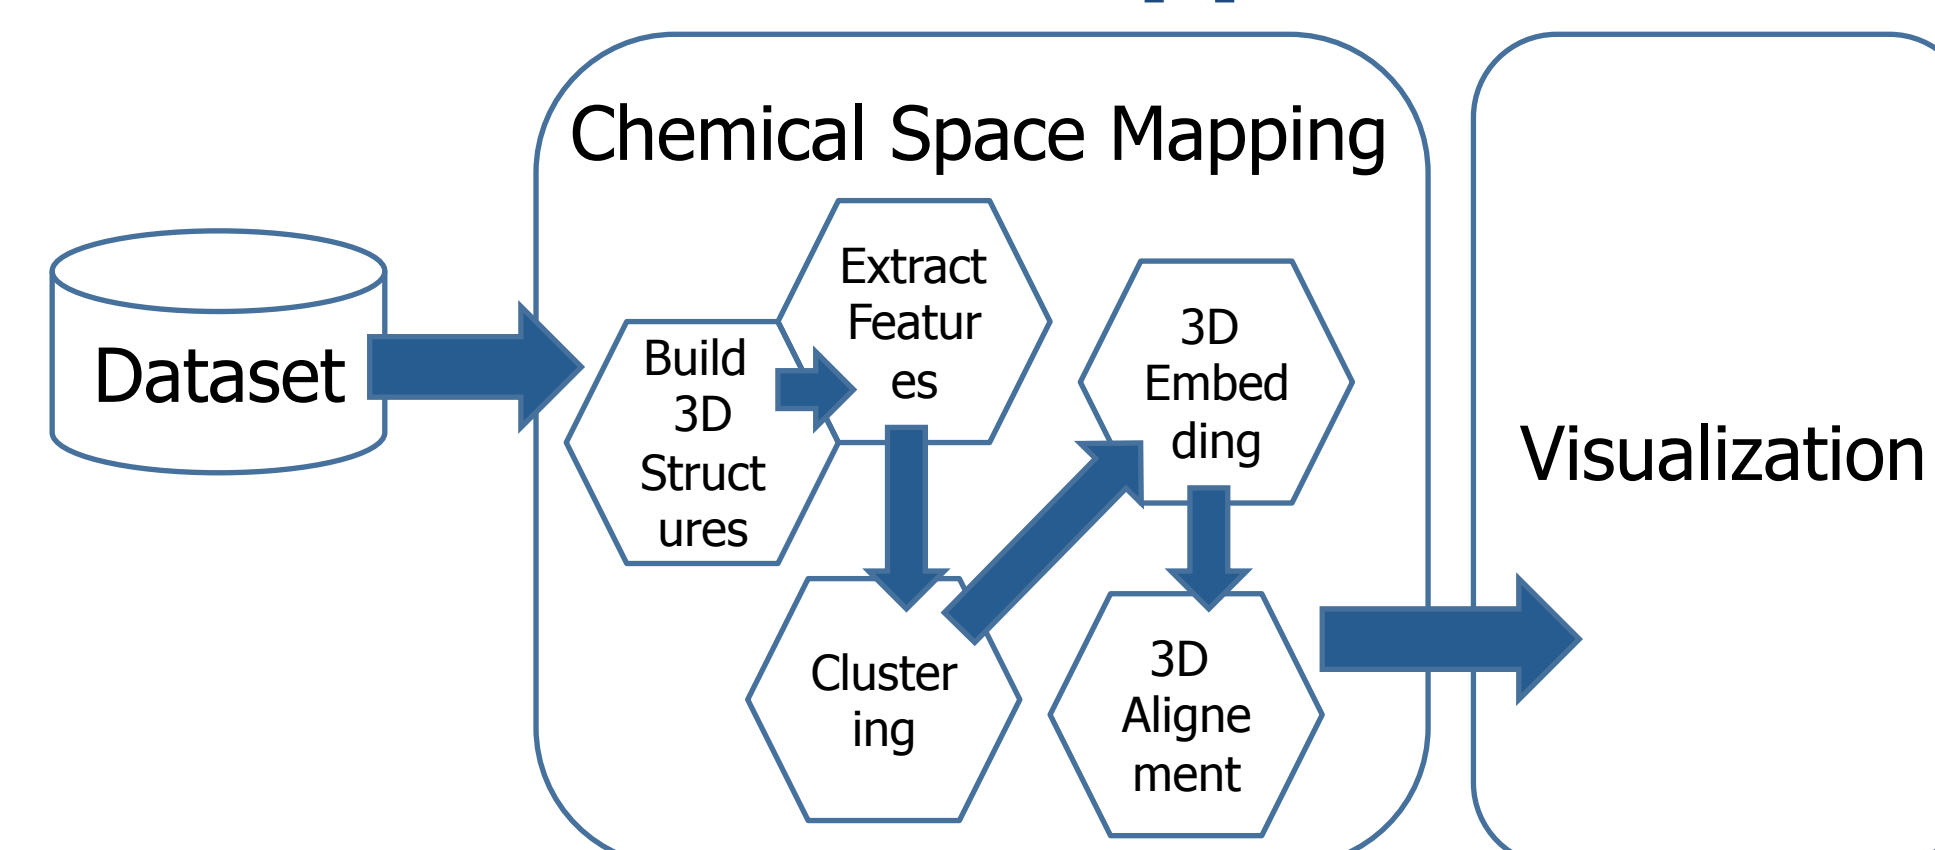 Chemical Space Mapping
Dataset
Build
3D
Struct
ures
Extract
Featur
es
Cluster
ing
3D
Embed
ding
3D
Aligne
ment
Visualization